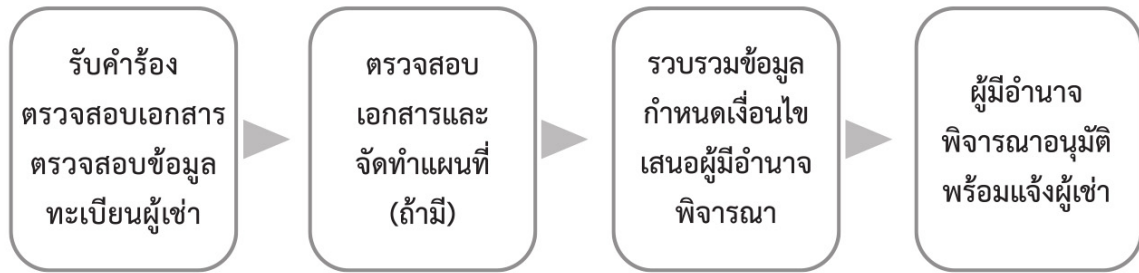 รับคำร้อง
ตรวจสอบเอกสาร
ตรวจสอบข้อมูล
ทะเบียนผู้เช่า
ตรวจสอบ
เอกสารและ
จัดทำแผนที่
(ถ้ามี)
รวบรวมข้อมูล
กำหนดเงื่อนไข
เสนอผู้มีอำนาจ
พิจารณา
ผู้มีอำนาจ
พิจารณาอนุมัติ
พร้อมแจ้งผู้เช่า